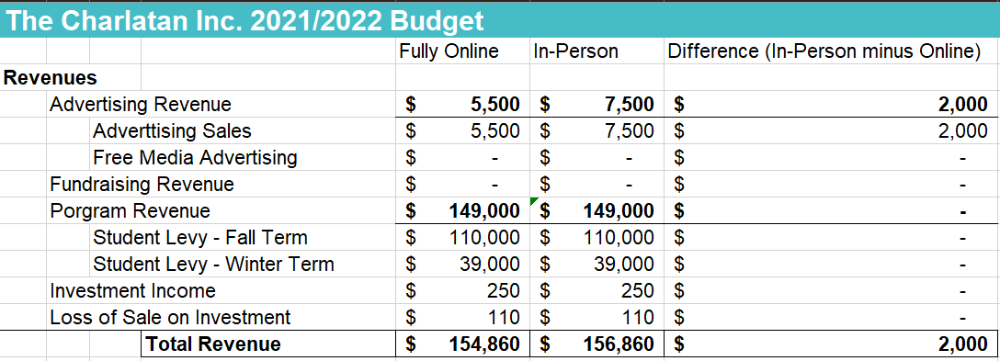 The Charlatan Inc. 2021/2022 Budget
Fully Online In-Person Difference (In-Person minus Online)
Revenues
Advertising Revenue $ 5,500 $ 7,500 $ 2,000
Adverttising Sales $ 5,500 $ 7,500 $ 2,000
Free Media Advertising $ - $ - $ -
Fundraising Revenue $ - $ - $ -
Porgram Revenue $ 149,000 $ 149,000 $ -
Student Levy - Fall Term $ 110,000 $ 110,000 $ -
Student Levy - Winter Term $ 39,000 $ 39,000 $ -
Investment Income $ 250 $ 250 $ -
Loss of Sale on Investment $ 110 $ 110 $ -
Total Revenue $ 154,860 $ 156,860 $ 2,000